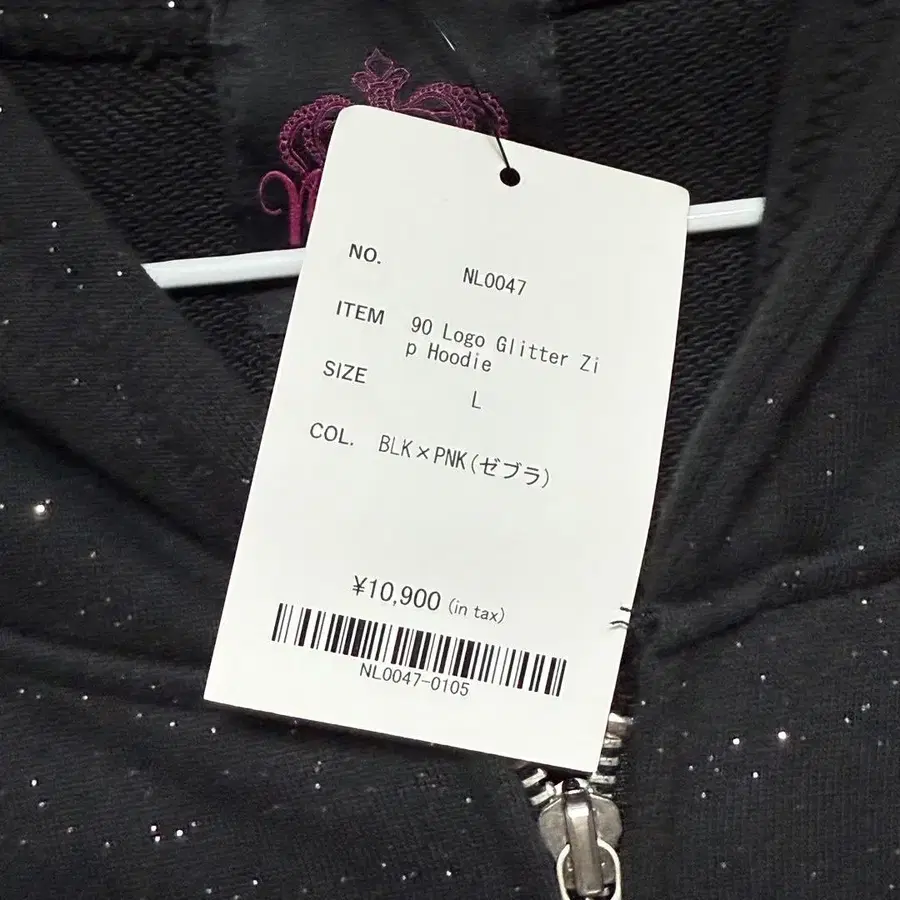 NO. NL0047
ITEM 90 Logo Glitter Zi
p Hoodie
SIZE L
COL. BLK×PNK(ゼブラ)
¥10,900 (in tax)
NL0047-0105